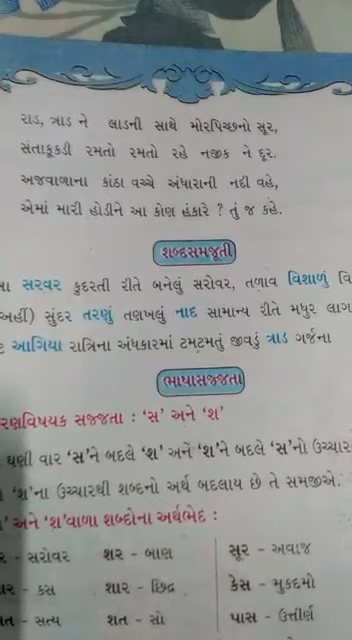 રાડ, ત્રાડ ને લાડની સાથે મોરપિચ્છનો સૂર,
સંતાકૂકડી રમતો રમતો રહે નજીક ને દૂર.
અજવાળાના કાંઠા વચ્ચે અંધારાની નદી વહે,
એમાં મારી હોડીને આ કોણ હંકારે ? તું જ કહે.
શબ્દસમજૂતી
સરવર કુદરતી રીતે બનેલું સરોવર, તળાવ વિશાળું વિ
અહીં) સુંદર તરણું તણખલું નાદ સામાન્ય રીતે મધુર લાગ
આગિયા રાત્રિના અંધકારમાં ટમટમતું જીવડું ત્રાડ ગર્જના
ભાષાસજ્જતા
રણવિષયક સજ્જતા : ‘સ’ અને ‘શ’
ઘણી વાર ‘સ’ને બદલે ‘શ’ અને ‘શ’ને બદલે ‘સ’નો ઉચ્ચાર
‘શ’ના ઉચ્ચારથી શબ્દનો અર્થ બદલાય છે તે સમજીએ.
’ અને ‘શ’વાળા શબ્દોના અર્થભેદ :
ર – સરોવર શર – બાણ સૂર – અવાજ
ાર – કસ શાર – છિદ્ર કેસ – મુકદમો
ત – સત્ય શત – સો પાસ – ઉત્તીર્ણ